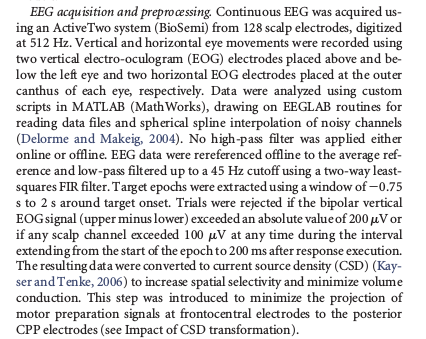 EEG acquisition and preprocessing. Continuous EEG was acquired us-
ing an ActiveTwo system (BioSemi) from 128 scalp electrodes, digitized
at 512 Hz. Vertical and horizontal eye movements were recorded using
two vertical electro-oculogram (EOG) electrodes placed above and be-
low the left eye and two horizontal EOG electrodes placed at the outer
canthus of each eye, respectively. Data were analyzed using custom
scripts in MATLAB (MathWorks), drawing on EEGLAB routines for
reading data files and spherical spline interpolation of noisy channels
(Delorme and Makeig, 2004). No high-pass filter was applied either
online or offline. EEG data were rereferenced offline to the average ref-
erence and low-pass filtered up to a 45 Hz cutoff using a two-way least-
squares FIR filter. Target epochs were extracted using a window of −0.75
s to 2 s around target onset. Trials were rejected if the bipolar vertical
EOG signal (upper minus lower) exceeded an absolute value of 200 μV or
if any scalp channel exceeded 100 μV at any time during the interval
extending from the start of the epoch to 200 ms after response execution.
The resulting data were converted to current source density (CSD) (Kay-
ser and Tenke, 2006) to increase spatial selectivity and minimize volume
conduction. This step was introduced to minimize the projection of
motor preparation signals at frontocentral electrodes to the posterior
CPP electrodes (see Impact of CSD transformation).